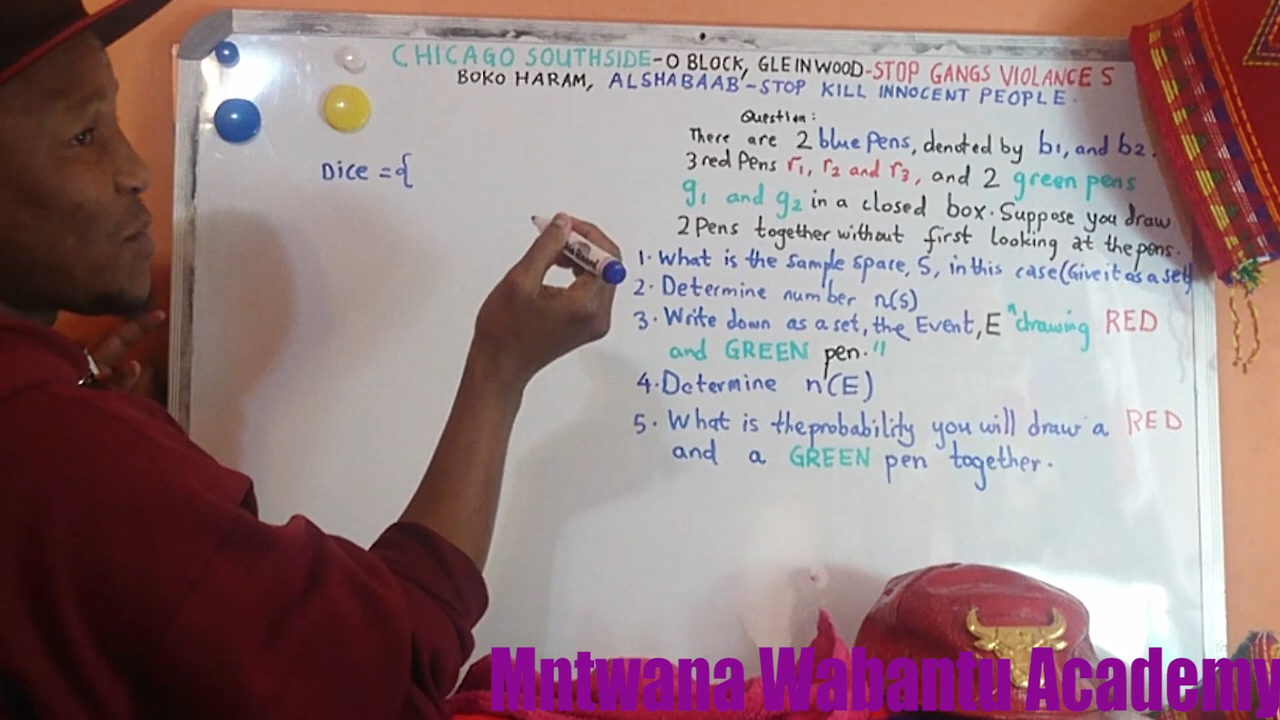 CHICAGO SOUTHSIDE-O BLOCK, GLEINWOOD-STOP GANGS VIOLANCES
BOKO HARAM, ALSHABAAB-STOP KILL INNOCENT PEOPLE.
Question:
There are 2 blue Pens, denoted by b1, and b2.
3 red Pens r1, r2 and r3, and 2 green pens
g1 and g2 in a closed box. Suppose you draw
2 Pens together without first looking at the pens.
1. What is the sample space, S, in this case (Give it as a set)
2. Determine number n(s)
3. Write down as a set, the Event, E "drawing RED
and GREEN pen."
4. Determine n(E)
5. What is the probability you will draw a RED
and a GREEN pen together.
Dice = {
Mntwana Wabantu Academy